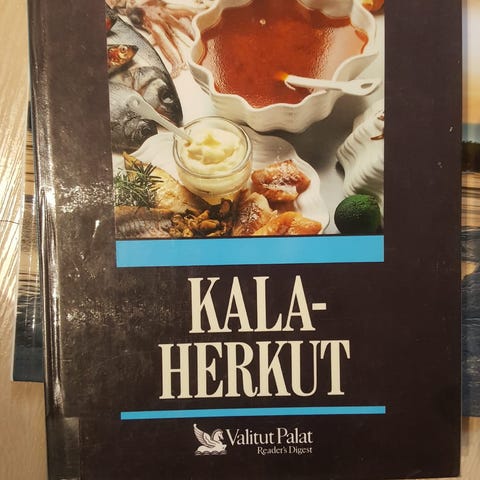 KALA-
HERKUT
Valitut Palat
Reader's Digest